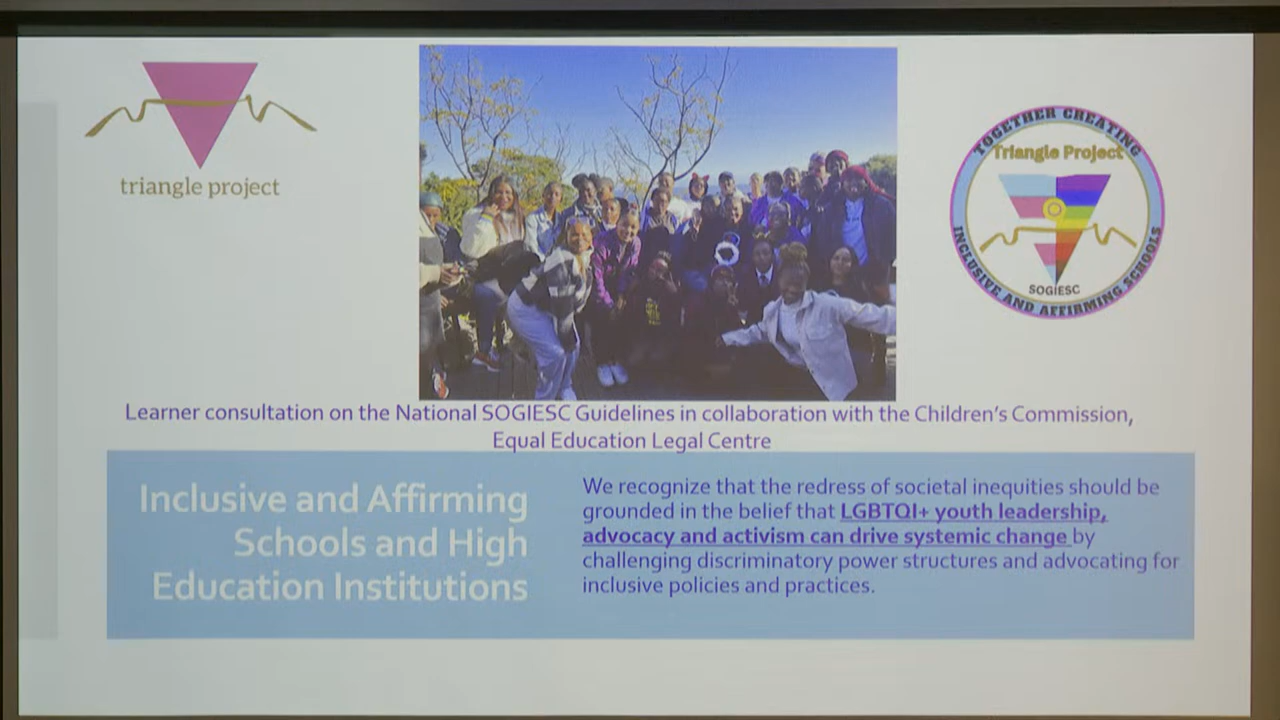 triangle project
TOGETHER CREATING
Triangle Project
SOGIESC
INCLUSIVE AND AFFIRMING SCHOOLS
Learner consultation on the National SOGIESC Guidelines in collaboration with the Children's Commission,
Equal Education Legal Centre
Inclusive and Affirming
Schools and High
Education Institutions
We recognize that the redress of societal inequities should be
grounded in the belief that LGBTQI+ youth leadership,
advocacy and activism can drive systemic change by
challenging discriminatory power structures and advocating for
inclusive policies and practices.